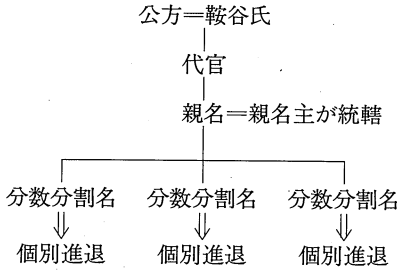 公方＝鞍谷氏
代官
親名＝親名主が統轄
分数分割名 分数分割名 分数分割名
⇓ ⇓ ⇓
個別進退 個別進退 個別進退